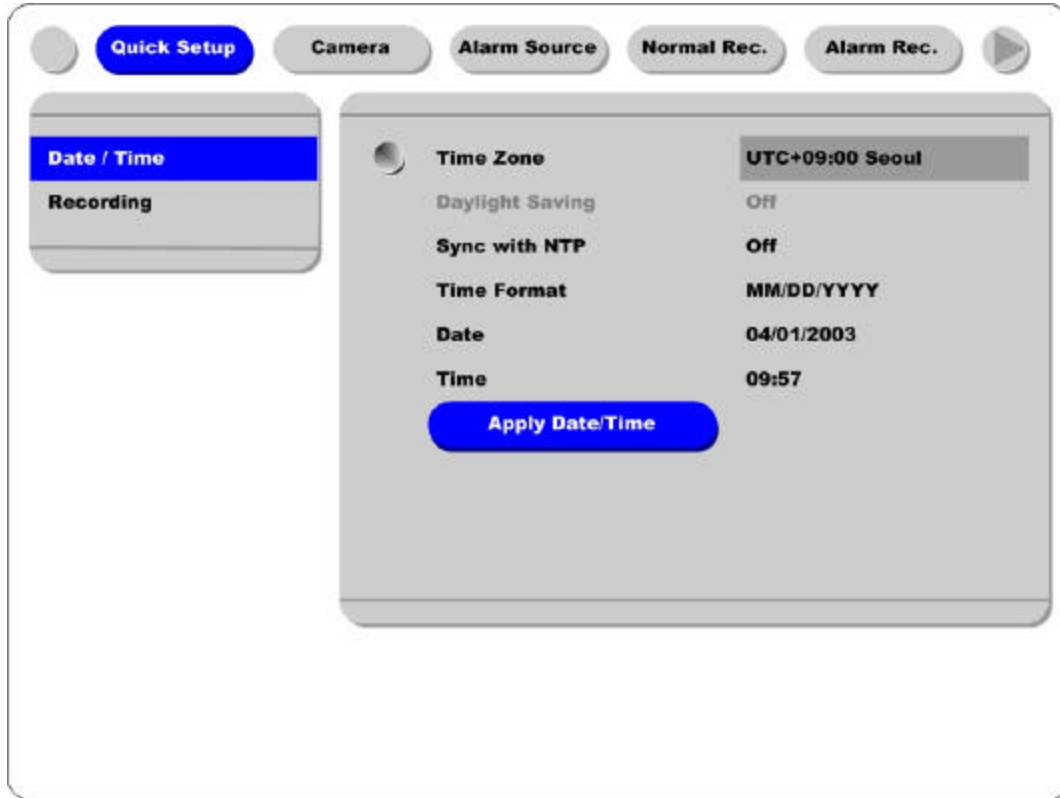 Quick Setup Camera Alarm Source Normal Rec. Alarm Rec.
Date / Time
Recording
Time Zone UTC+09:00 Seoul
Daylight Saving Off
Sync with NTP Off
Time Format MM/DD/YYYY
Date 04/01/2003
Time 09:57
Apply Date/Time